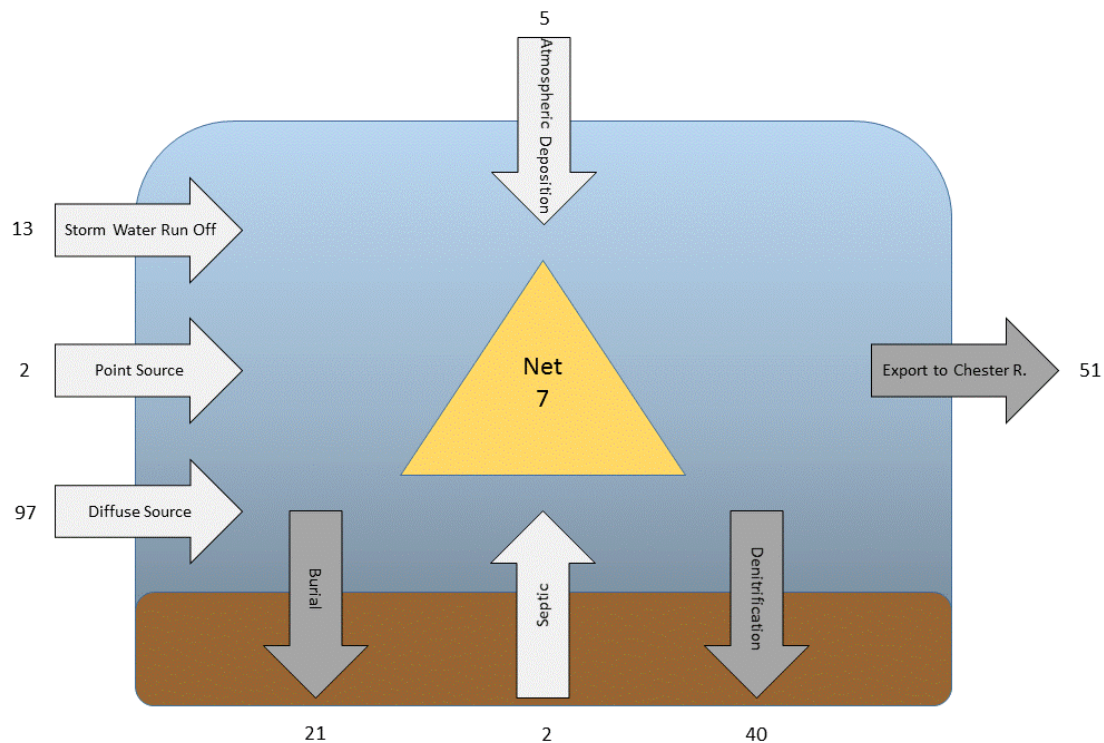 5
Atmospheric Deposition
13
Storm Water Run Off
2
Point Source
Net
7
Export to Chester R.
51
97
Diffuse Source
Burial
Septic
Denitrification
21
2
40